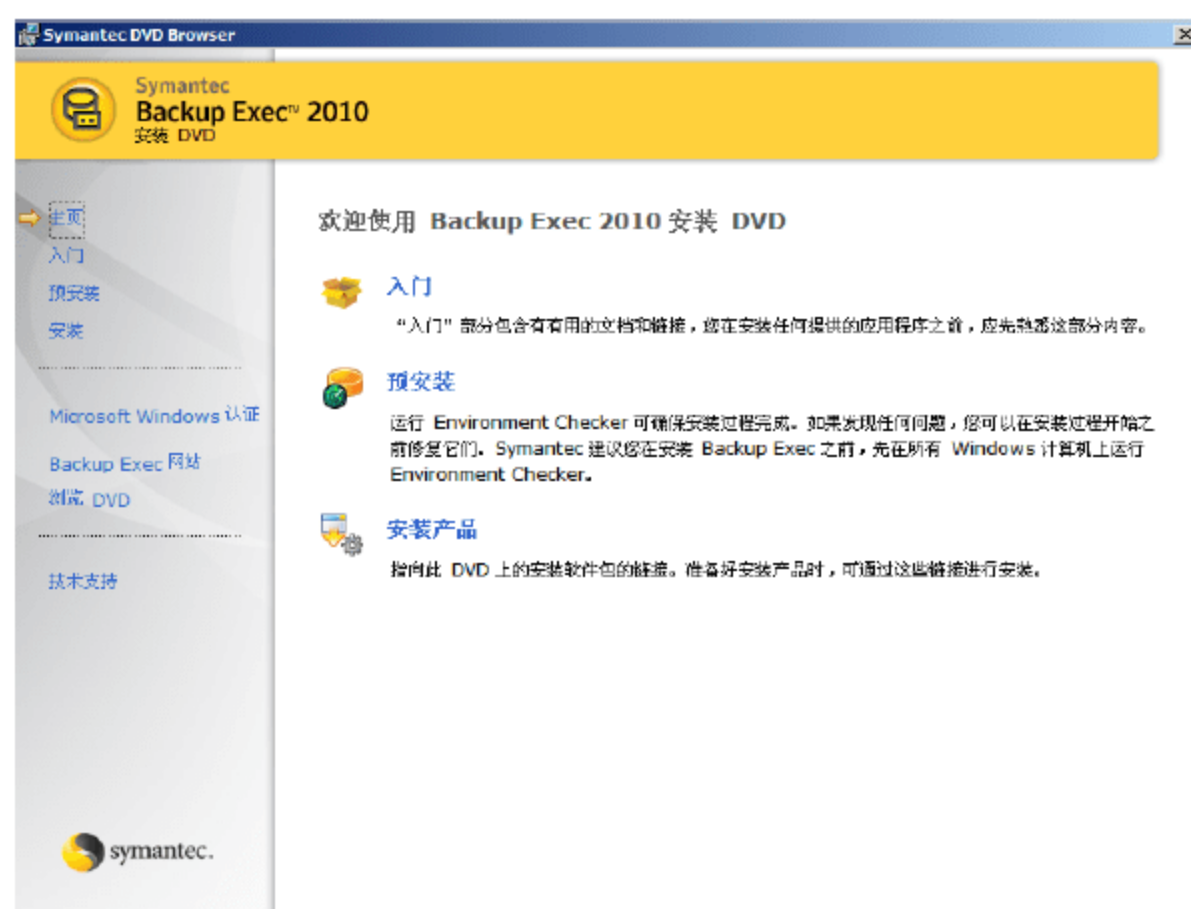 Symantec DVD Browser
Symantec
Backup Exec™ 2010
安装 DVD
主页
入门
预安装
安装
Microsoft Windows 认证
Backup Exec 网站
浏览 DVD
技术支持
symantec.
欢迎使用 Backup Exec 2010 安装 DVD
入门
“入门”部分包含有有用的文档和链接，您在安装任何提供的应用程序之前，应先熟悉这部分内容。
预安装
运行 Environment Checker 可确保安装过程完成。如果发现任何问题，您可以在安装过程开始之
前修复它们。Symantec 建议您在安装 Backup Exec 之前，先在所有 Windows 计算机上运行
Environment Checker。
安装产品
指向此 DVD 上的安装软件包的链接。准备好安装产品时，可通过这些链接进行安装。